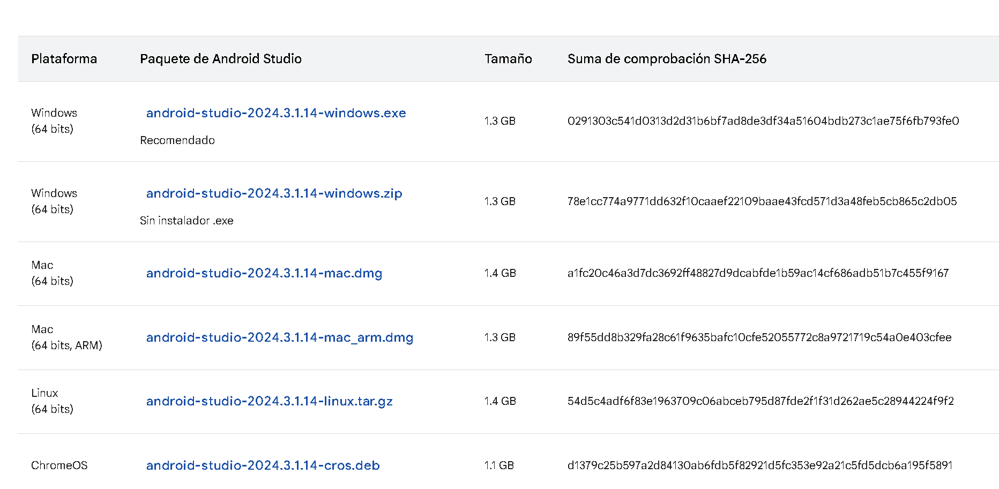 Plataforma Paquete de Android Studio Tamaño Suma de comprobación SHA-256
Windows
(64 bits)
android-studio-2024.3.1.14-windows.exe
Recomendado
1.3 GB
0291303c541d0313d2d31b6bf7ad8de3df34a51604bdb273c1ae75f6fb793fe0
Windows
(64 bits)
android-studio-2024.3.1.14-windows.zip
Sin instalador .exe
1.3 GB
78e1cc774a9771dd632f10caaef22109baae43fcd571d3a48feb5cb865c2db05
Mac
(64 bits)
android-studio-2024.3.1.14-mac.dmg
1.4 GB
a1fc20c46a3d7dc3692ff48827d9dcabfde1b59ac14cf686adb51b7c455f9167
Mac
(64 bits, ARM)
android-studio-2024.3.1.14-mac_arm.dmg
1.3 GB
89f55dd8b329fa28c61f9635bafc10cfe52055772c8a9721719c54a0e403cfee
Linux
(64 bits)
android-studio-2024.3.1.14-linux.tar.gz
1.4 GB
54d5c4adf6f83e1963709c06abceb795d87fde2f1f31d262ae5c28944224f9f2
ChromeOS
android-studio-2024.3.1.14-cros.deb
1.1 GB
d1379c25b597a2d84130ab6fdb5f82921d5fc353e92a21c5fd5dcb6a195f5891